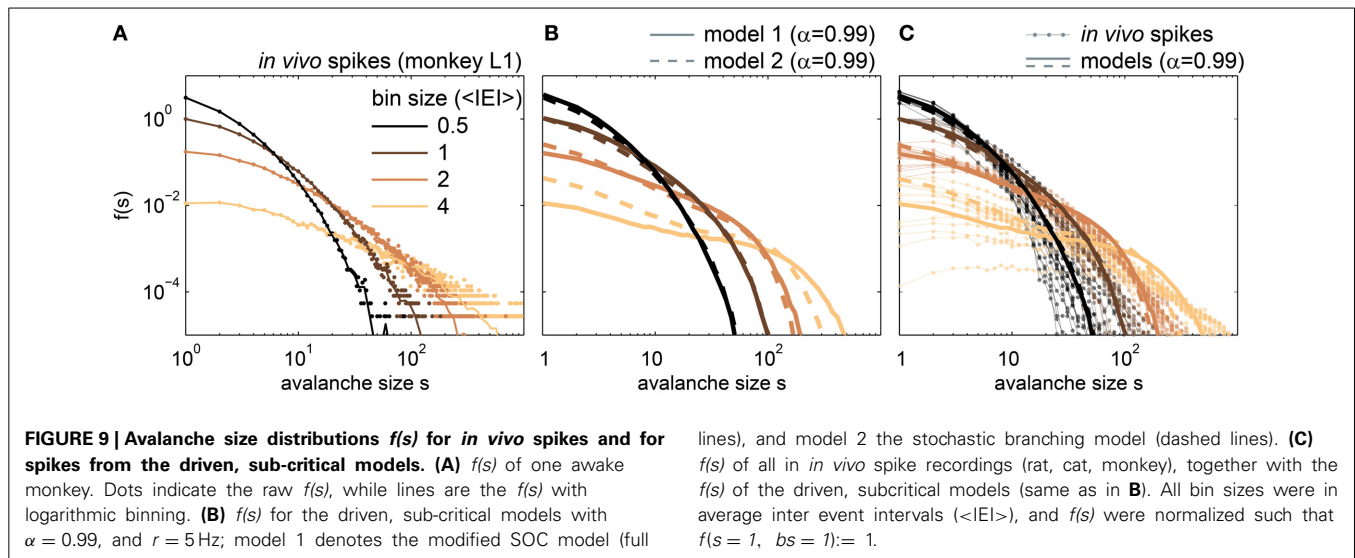 A
in vivo spikes (monkey L1)
bin size (<IEI>)
0.5
1
2
4
f(s)
10^0
10^-2
10^-4
10^0
10^1
10^2
avalanche size s
B
model 1 (α=0.99)
model 2 (α=0.99)
1
10
10^2
avalanche size s
C
in vivo spikes
models (α=0.99)
1
10
10^2
avalanche size s
FIGURE 9 | Avalanche size distributions f(s) for in vivo spikes and for
spikes from the driven, sub-critical models. (A) f(s) of one awake
monkey. Dots indicate the raw f(s), while lines are the f(s) with
logarithmic binning. (B) f(s) for the driven, sub-critical models with
α = 0.99, and r = 5 Hz; model 1 denotes the modified SOC model (full
lines), and model 2 the stochastic branching model (dashed lines). (C)
f(s) of all in in vivo spike recordings (rat, cat, monkey), together with the
f(s) of the driven, subcritical models (same as in B). All bin sizes were in
average inter event intervals (<IEI>), and f(s) were normalized such that
f(s = 1, bs = 1):= 1.